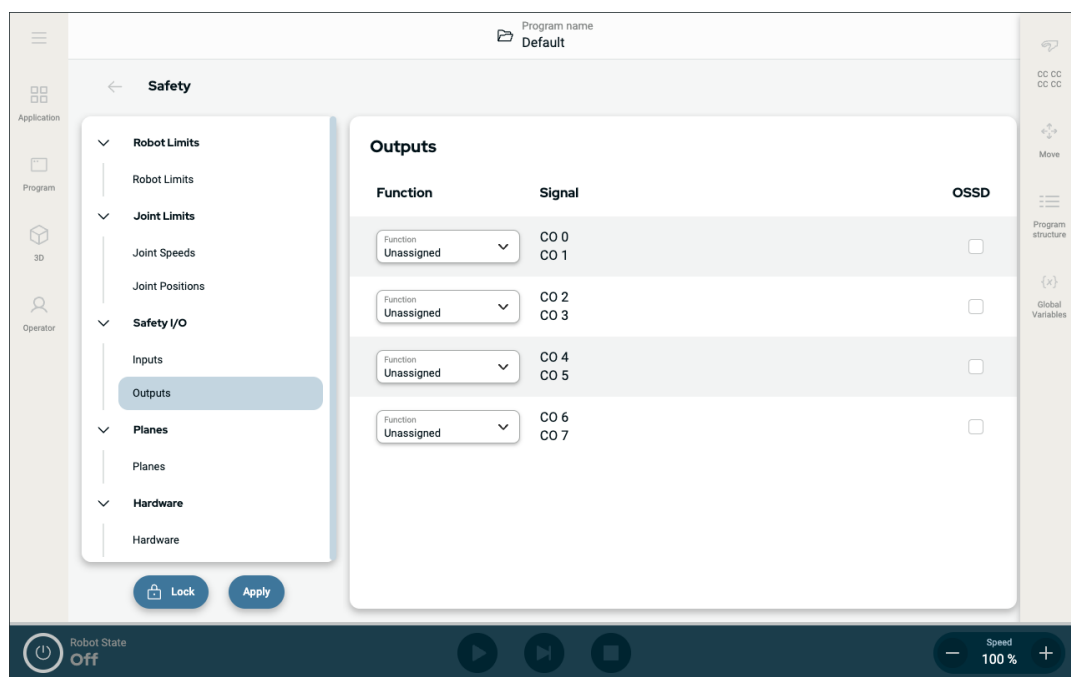 Program name
Default
Safety
Application
Program
3D
Operator
Robot Limits
Robot Limits
Joint Limits
Joint Speeds
Joint Positions
Safety I/O
Inputs
Outputs
Planes
Planes
Hardware
Hardware
Lock
Apply
Outputs
Function Signal OSSD
Function
Unassigned
CO 0
CO 1
Function
Unassigned
CO 2
CO 3
Function
Unassigned
CO 4
CO 5
Function
Unassigned
CO 6
CO 7
CC CC
CC CC
Move
Program
structure
{x}
Global
Variables
Robot State
Off
Speed
100 %